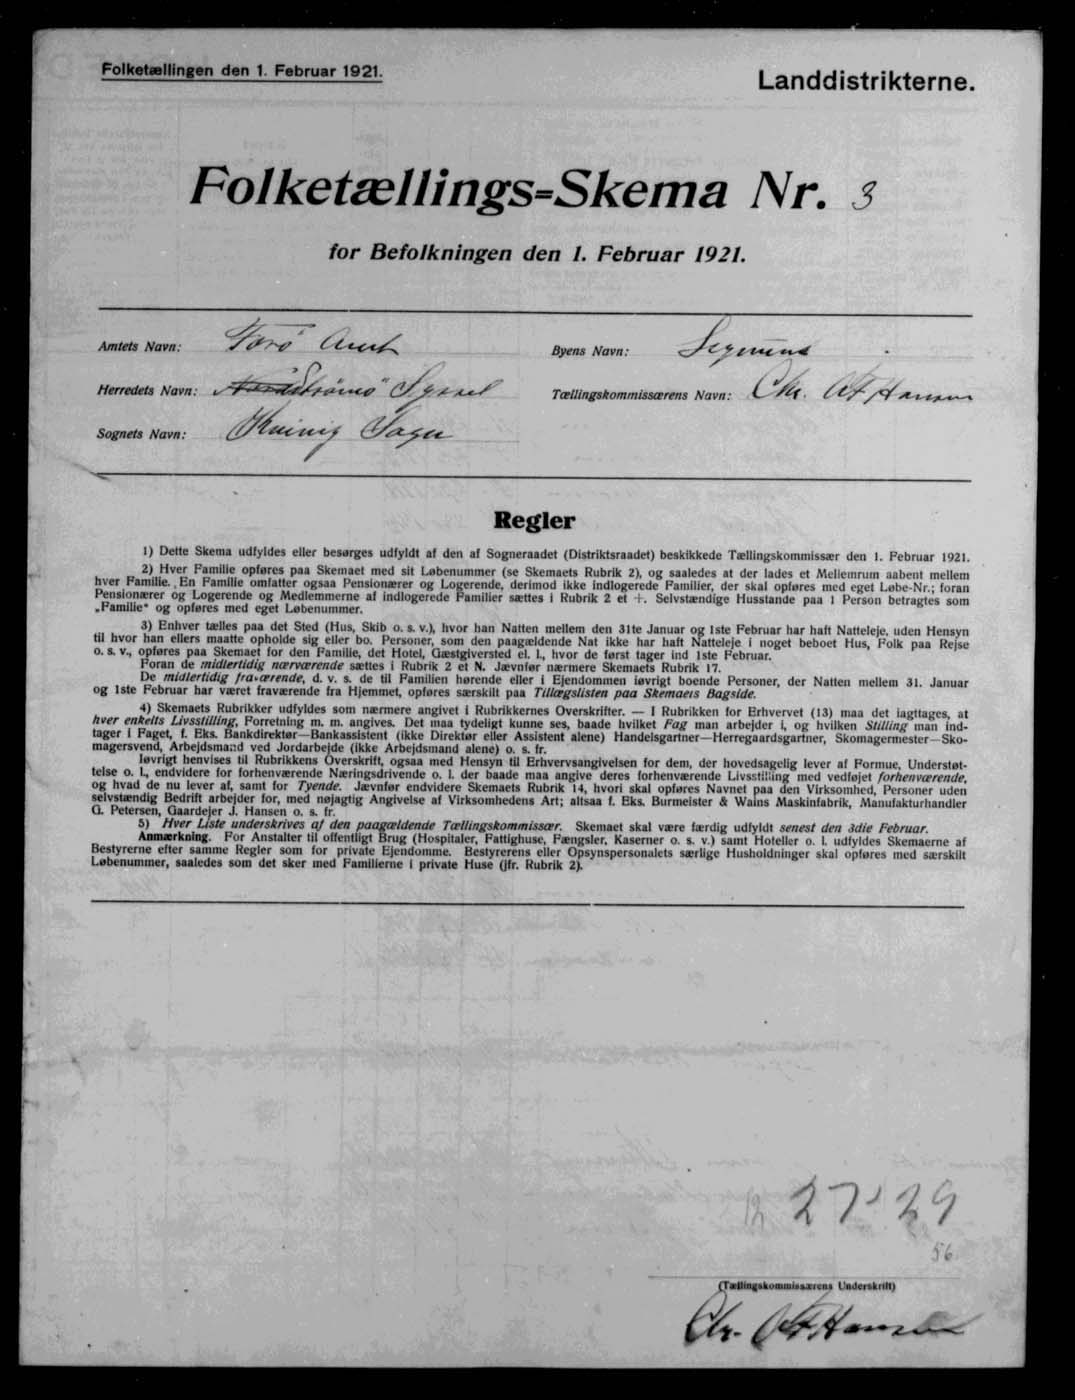 Folketællingen den 1. Februar 1921.
Landdistrikterne.
Folketællings=Skema Nr. 3
for Befolkningen den 1. Februar 1921.
Amtets Navn: Færø Amt
Byens Navn:
Herredets Navn: Strømø Syssel
Tællingskommissærens Navn: Chr. Hansen
Sognets Navn: Kvivig Sogn
Regler
1) Dette Skema udfyldes eller besørges udfyldt af den af Sogneraadet (Distriktsraadet) beskikkede Tællingskommissær den 1. Februar 1921.
2) Hver Familie opføres paa Skemaet med sit Løbenummer (se Skemaets Rubrik 2), og saaledes at der lades et Mellemrum aabent mellem
hver Familie. En Familie omfatter ogsaa Pensionærer og Logerende, derimod ikke indlogerede Familier, der skal opføres med eget Løbe-Nr.; foran
Pensionærer og Logerende og Medlemmerne af indlogerede Familier sættes i Rubrik 2 et +. Selvstændige Husstande paa 1 Person betragtes som
„Familie“ og opføres med eget Løbenummer.
3) Enhver tælles paa det Sted (Hus, Skib o. s. v.), hvor han Natten mellem den 31te Januar og 1ste Februar har haft Natteleje, uden Hensyn
til hvor han ellers maatte opholde sig eller bo. Personer, som den paagældende Nat ikke har haft Natteleje i noget beboet Hus, Folk paa Rejse
o. s. v., opføres paa Skemaet for den Familie, det Hotel, Gæstgiversted el. l., hvor de først tager ind 1ste Februar.
Foran de midlertidig nærværende sættes i Rubrik 2 et N. Jævnfør nærmere Skemaets Rubrik 17.
De midlertidig fraværende, d. v. s. de til Familien hørende eller i Ejendommen iøvrigt boende Personer, der Natten mellem 31. Januar
og 1ste Februar har været fraværende fra Hjemmet, opføres særskilt paa Tillægslisten paa Skemaets Bagside.
4) Skemaets Rubrikker udfyldes som nærmere angivet i Rubrikkernes Overskrifter. — I Rubrikken for Erhvervet (13) maa det iagttages, at
hver enkelts Livsstilling, Forretning m. m. angives. Det maa tydeligt kunne ses, baade hvilket Fag man arbejder i, og hvilken Stilling man ind-
tager i Faget, f. Eks. Bankdirektør—Bankassistent (ikke Direktør eller Assistent alene) Handelsgartner—Herregaardsgartner, Skomagermester—Sko-
magersvend, Arbejdsmand ved Jordarbejde (ikke Arbejdsmand alene) o. s. fr.
Iøvrigt henvises til Rubrikkens Overskrift, ogsaa med Hensyn til Erhvervsangivelsen for dem, der hovedsagelig lever af Formue, Understøt-
telse o. l., endvidere for forhenværende Næringsdrivende o. l. der baade maa angive deres forhenværende Livsstilling med vedføjet forhenværende,
og hvad de nu lever af, samt for Tyende. Jævnfør endvidere Skemaets Rubrik 14, hvori skal opføres Navnet paa den Virksomhed, Personer uden
selvstændig Bedrift arbejder for, med nøjagtig Angivelse af Virksomhedens Art; altsaa f. Eks. Burmeister & Wains Maskinfabrik, Manufakturhandler
G. Petersen, Gaardejer J. Hansen o. s. fr.
5) Hver Liste underskrives af den paagældende Tællingskommissær. Skemaet skal være færdig udfyldt senest den 3die Februar.
Anmærkning. For Anstalter til offentligt Brug (Hospitaler, Fattighuse, Fængsler, Kaserner o. s. v.) samt Hoteller o. l. udfyldes Skemaerne af
Bestyrerne efter samme Regler som for private Ejendomme. Bestyrerens eller Opsynspersonalets særlige Husholdninger skal opføres med særskilt
Løbenummer, saaledes som det sker med Familierne i private Huse (jfr. Rubrik 2).
12 27 29
56
(Tællingskommissærens Underskrift)
Chr. Hansen